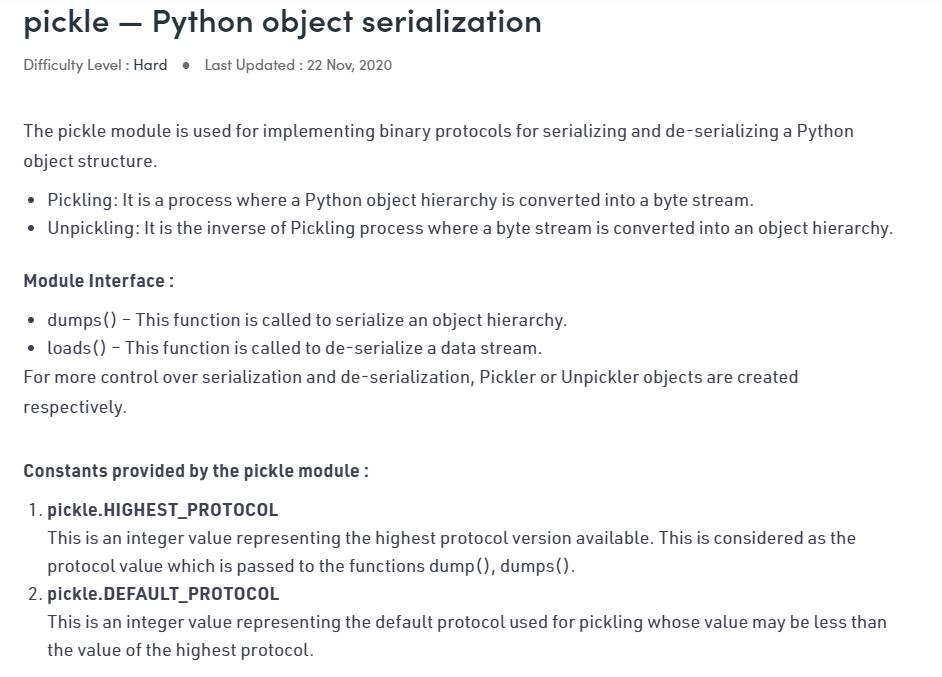 pickle — Python object serialization
Difficulty Level : Hard ● Last Updated : 22 Nov, 2020
The pickle module is used for implementing binary protocols for serializing and de-serializing a Python
object structure.
• Pickling: It is a process where a Python object hierarchy is converted into a byte stream.
• Unpickling: It is the inverse of Pickling process where a byte stream is converted into an object hierarchy.
Module Interface :
• dumps() – This function is called to serialize an object hierarchy.
• loads() – This function is called to de-serialize a data stream.
For more control over serialization and de-serialization, Pickler or Unpickler objects are created
respectively.
Constants provided by the pickle module :
1. pickle.HIGHEST_PROTOCOL
This is an integer value representing the highest protocol version available. This is considered as the
protocol value which is passed to the functions dump(), dumps().
2. pickle.DEFAULT_PROTOCOL
This is an integer value representing the default protocol used for pickling whose value may be less than
the value of the highest protocol.